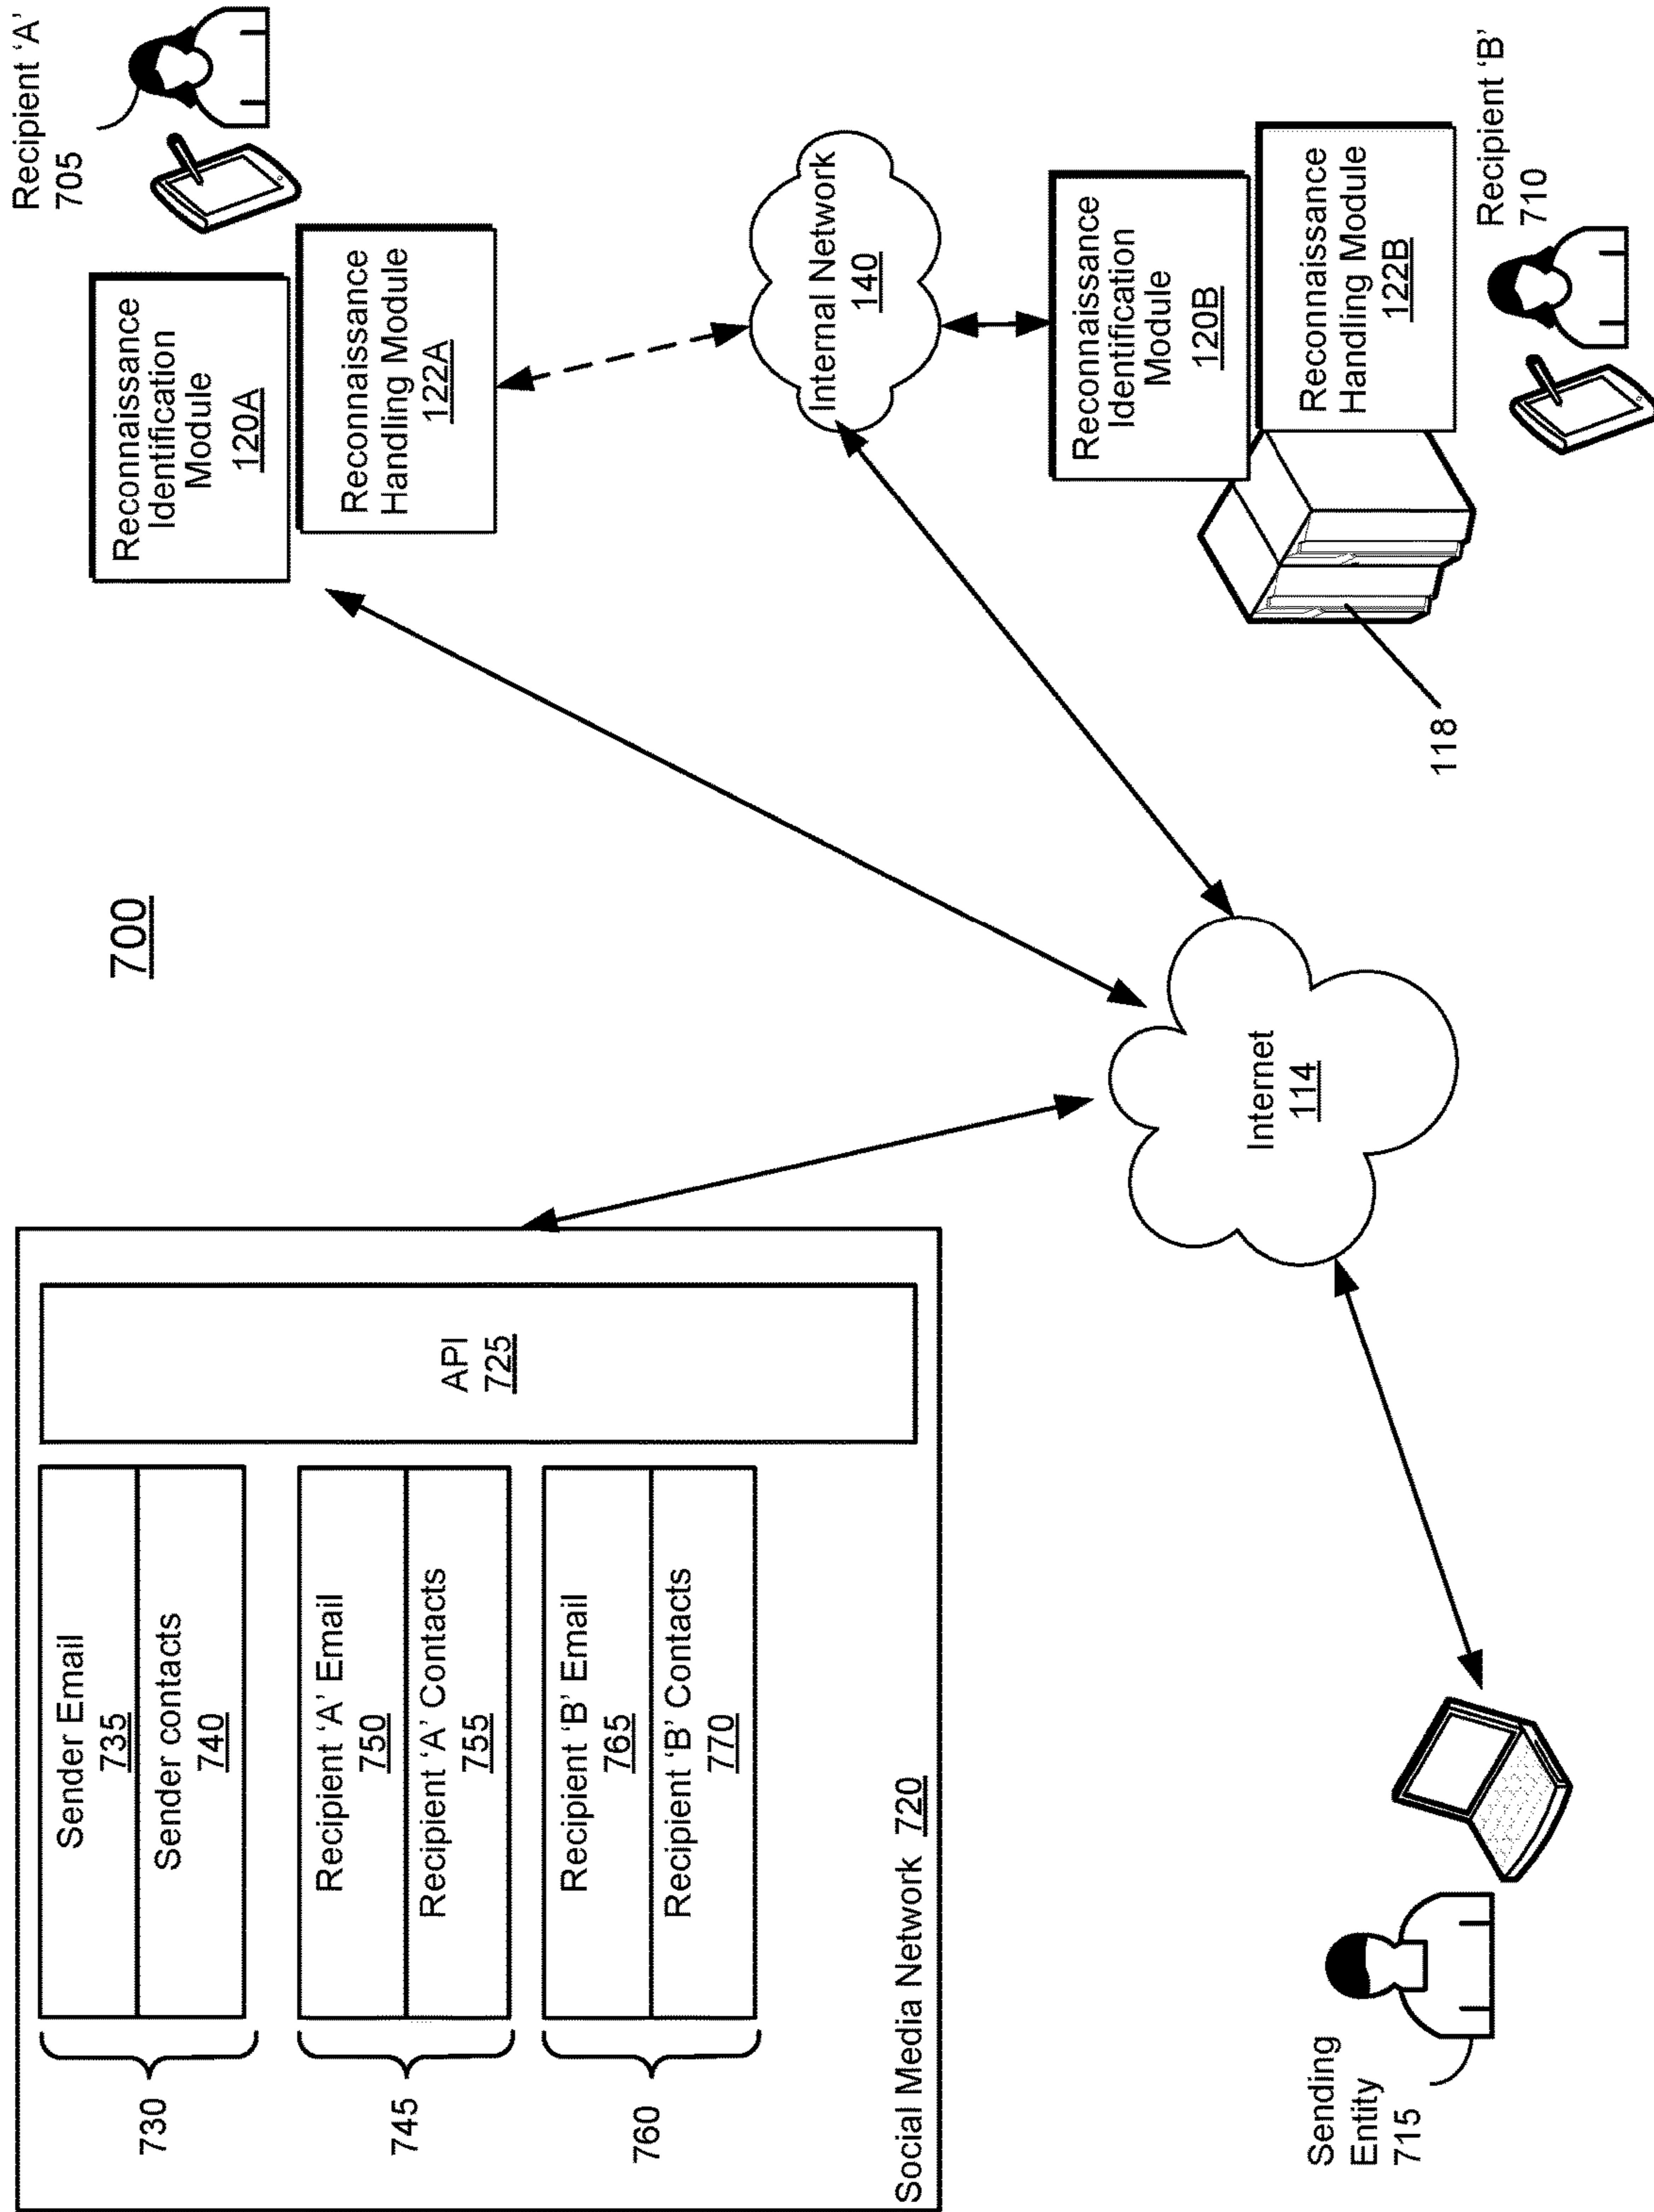 700
Sender Email
735
Sender contacts
740
730
Recipient ‘A’ Email
750
Recipient ‘A’ Contacts
755
745
Recipient ‘B’ Email
765
Recipient ‘B’ Contacts
770
760
API
725
Social Media Network 720
Sending
Entity
715
Internet
114
Internal Network
140
Reconnaissance
Identification
Module
120A
Reconnaissance
Handling Module
122A
Recipient ‘A’
705
Reconnaissance
Identification
Module
120B
Reconnaissance
Handling Module
122B
118
Recipient ‘B’
710